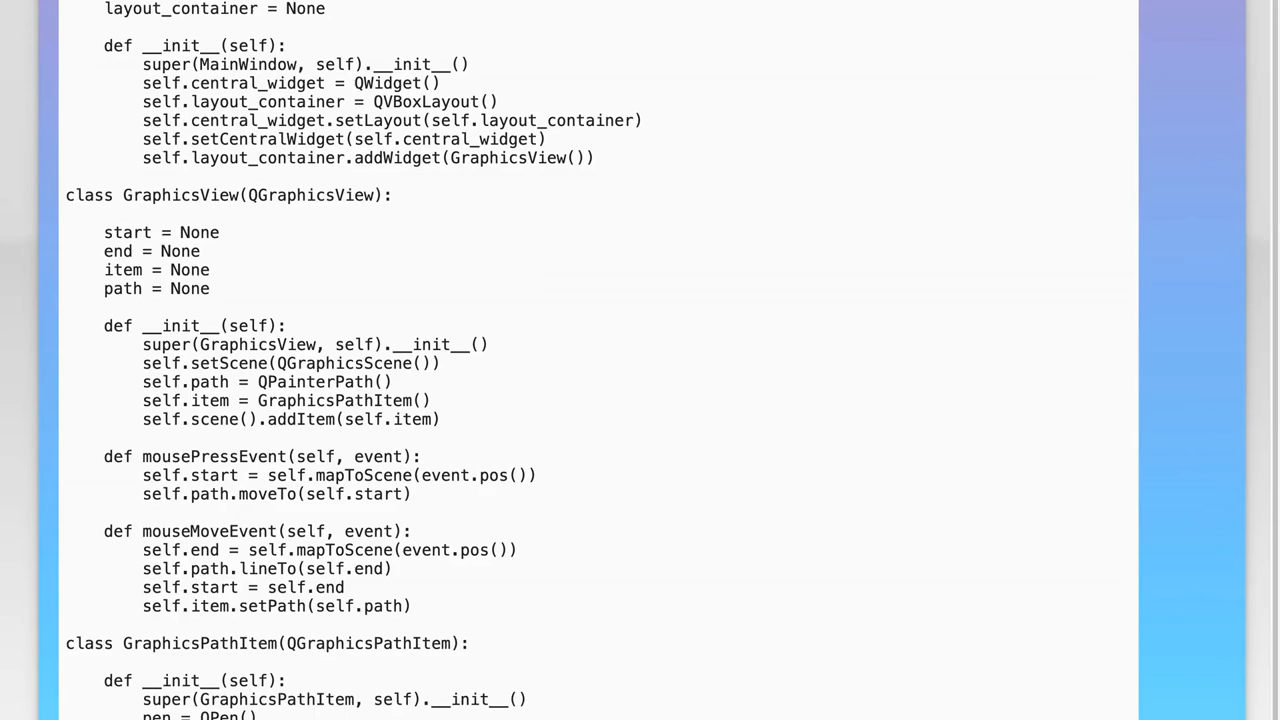 layout_container = None
def __init__(self):
super(MainWindow, self).__init__()
self.central_widget = QWidget()
self.layout_container = QVBoxLayout()
self.central_widget.setLayout(self.layout_container)
self.setCentralWidget(self.central_widget)
self.layout_container.addWidget(GraphicsView())
class GraphicsView(QGraphicsView):
start = None
end = None
item = None
path = None
def __init__(self):
super(GraphicsView, self).__init__()
self.setScene(QGraphicsScene())
self.path = QPainterPath()
self.item = GraphicsPathItem()
self.scene().addItem(self.item)
def mousePressEvent(self, event):
self.start = self.mapToScene(event.pos())
self.path.moveTo(self.start)
def mouseMoveEvent(self, event):
self.end = self.mapToScene(event.pos())
self.path.lineTo(self.end)
self.start = self.end
self.item.setPath(self.path)
class GraphicsPathItem(QGraphicsPathItem):
def __init__(self):
super(GraphicsPathItem, self).__init__()
pen = QPen()